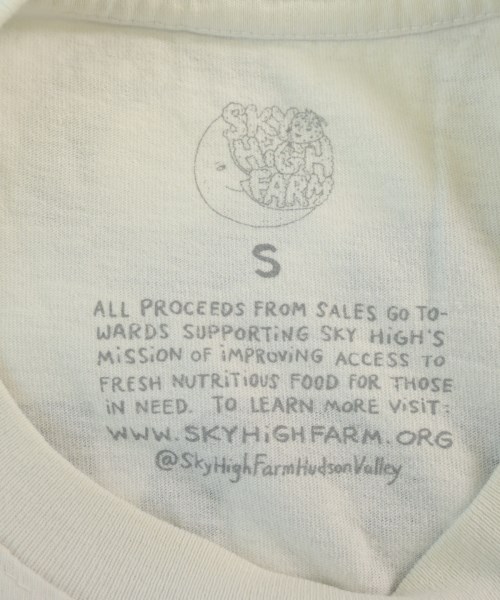 SKY
HiGH
FARM
S
ALL PROCEEDS FROM SALES GO TO-
WARDS SUPPORTiNG SKY HiGH'S
MiSSiON OF iMPROViNG ACCESS TO
FRESH NUTRiTiOUS FOOD FOR THOSE
iN NEED. TO LEARN MORE ViSiT:
WWW.SKYHiGHFARM.ORG
@SkyHighFarmHudsonValley